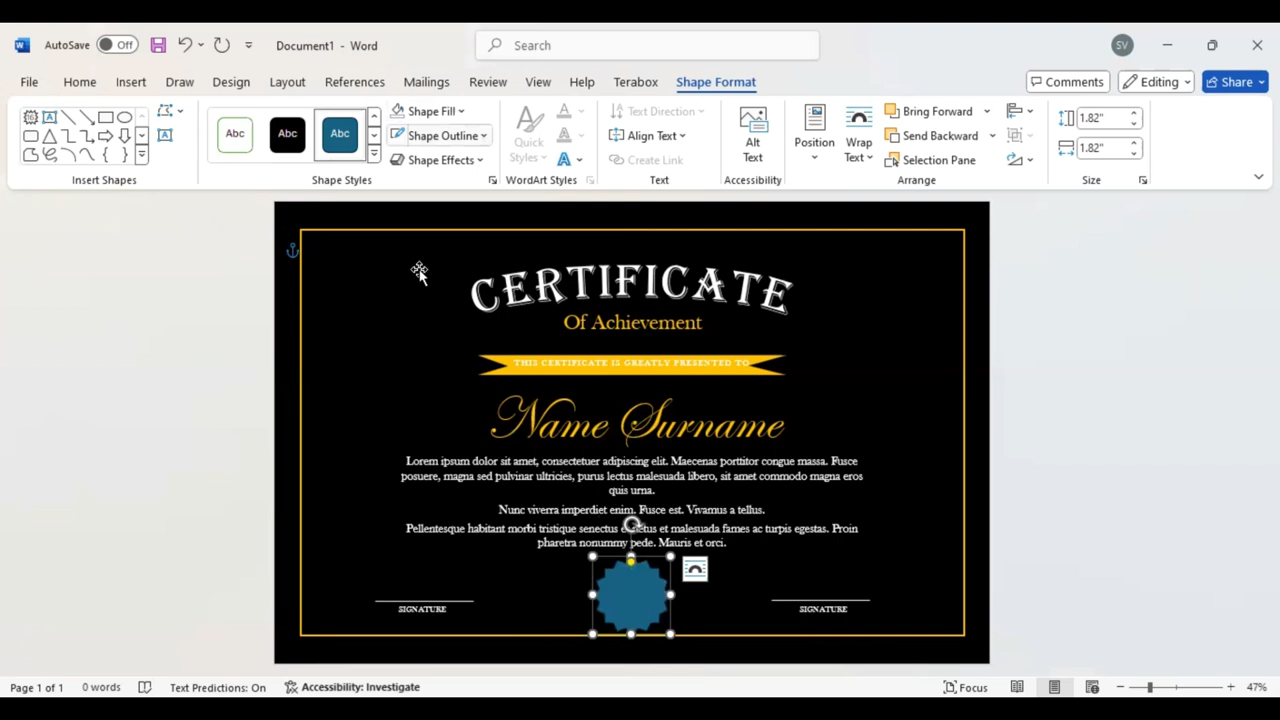 AutoSave Off Document1 - Word Search SV
File Home Insert Draw Design Layout References Mailings Review View Help Terabox Shape Format Comments Editing Share
Abc Abc Abc
Shape Fill
Shape Outline
Shape Effects
Quick
Styles
Text Direction
Align Text
Create Link
Alt
Text
Position
Wrap
Text
Bring Forward
Send Backward
Selection Pane
1.82"
1.82"
Insert Shapes Shape Styles WordArt Styles Text Accessibility Arrange Size
CERTIFICATE
Of Achievement
THIS CERTIFICATE IS GREATLY PRESENTED TO
Name Surname
Lorem ipsum dolor sit amet, consectetuer adipiscing elit. Maecenas porttitor congue massa. Fusce
posuere, magna sed pulvinar ultricies, purus lectus malesuada libero, sit amet commodo magna eros
quis urna.
Nunc viverra imperdiet enim. Fusce est. Vivamus a tellus.
Pellentesque habitant morbi tristique senectus et netus et malesuada fames ac turpis egestas. Proin
pharetra nonummy pede. Mauris et orci.
SIGNATURE SIGNATURE
Page 1 of 1 0 words Text Predictions: On Accessibility: Investigate Focus 47%